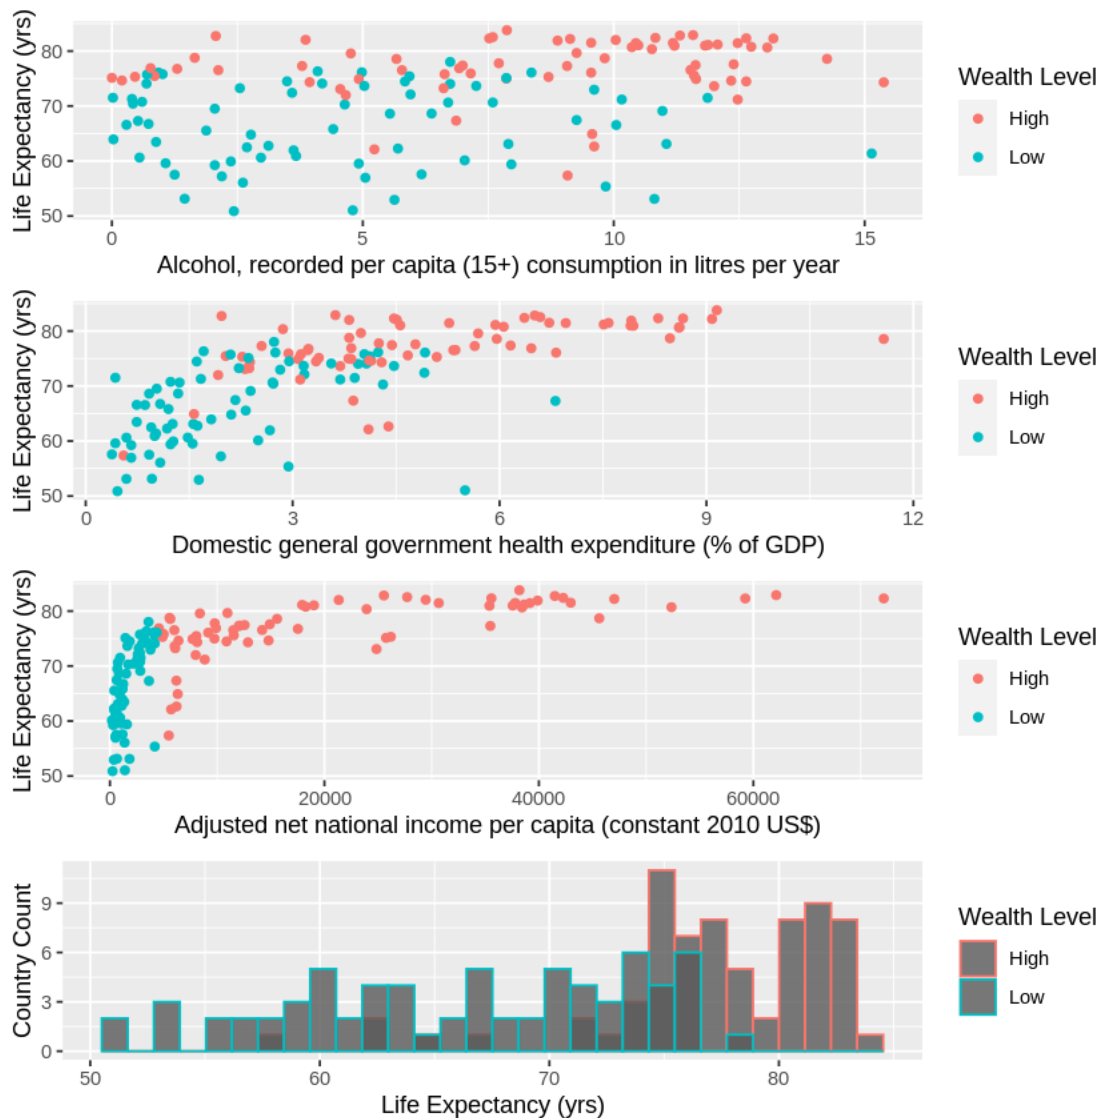 Life Expectancy (yrs)
80
70
60
50
0
5
10
15
Alcohol, recorded per capita (15+) consumption in litres per year
Wealth Level
High
Low
Life Expectancy (yrs)
80
70
60
50
0
3
6
9
12
Domestic general government health expenditure (% of GDP)
Wealth Level
High
Low
Life Expectancy (yrs)
80
70
60
50
0
20000
40000
60000
Adjusted net national income per capita (constant 2010 US$)
Wealth Level
High
Low
Country Count
9
6
3
0
50
60
70
80
Life Expectancy (yrs)
Wealth Level
High
Low